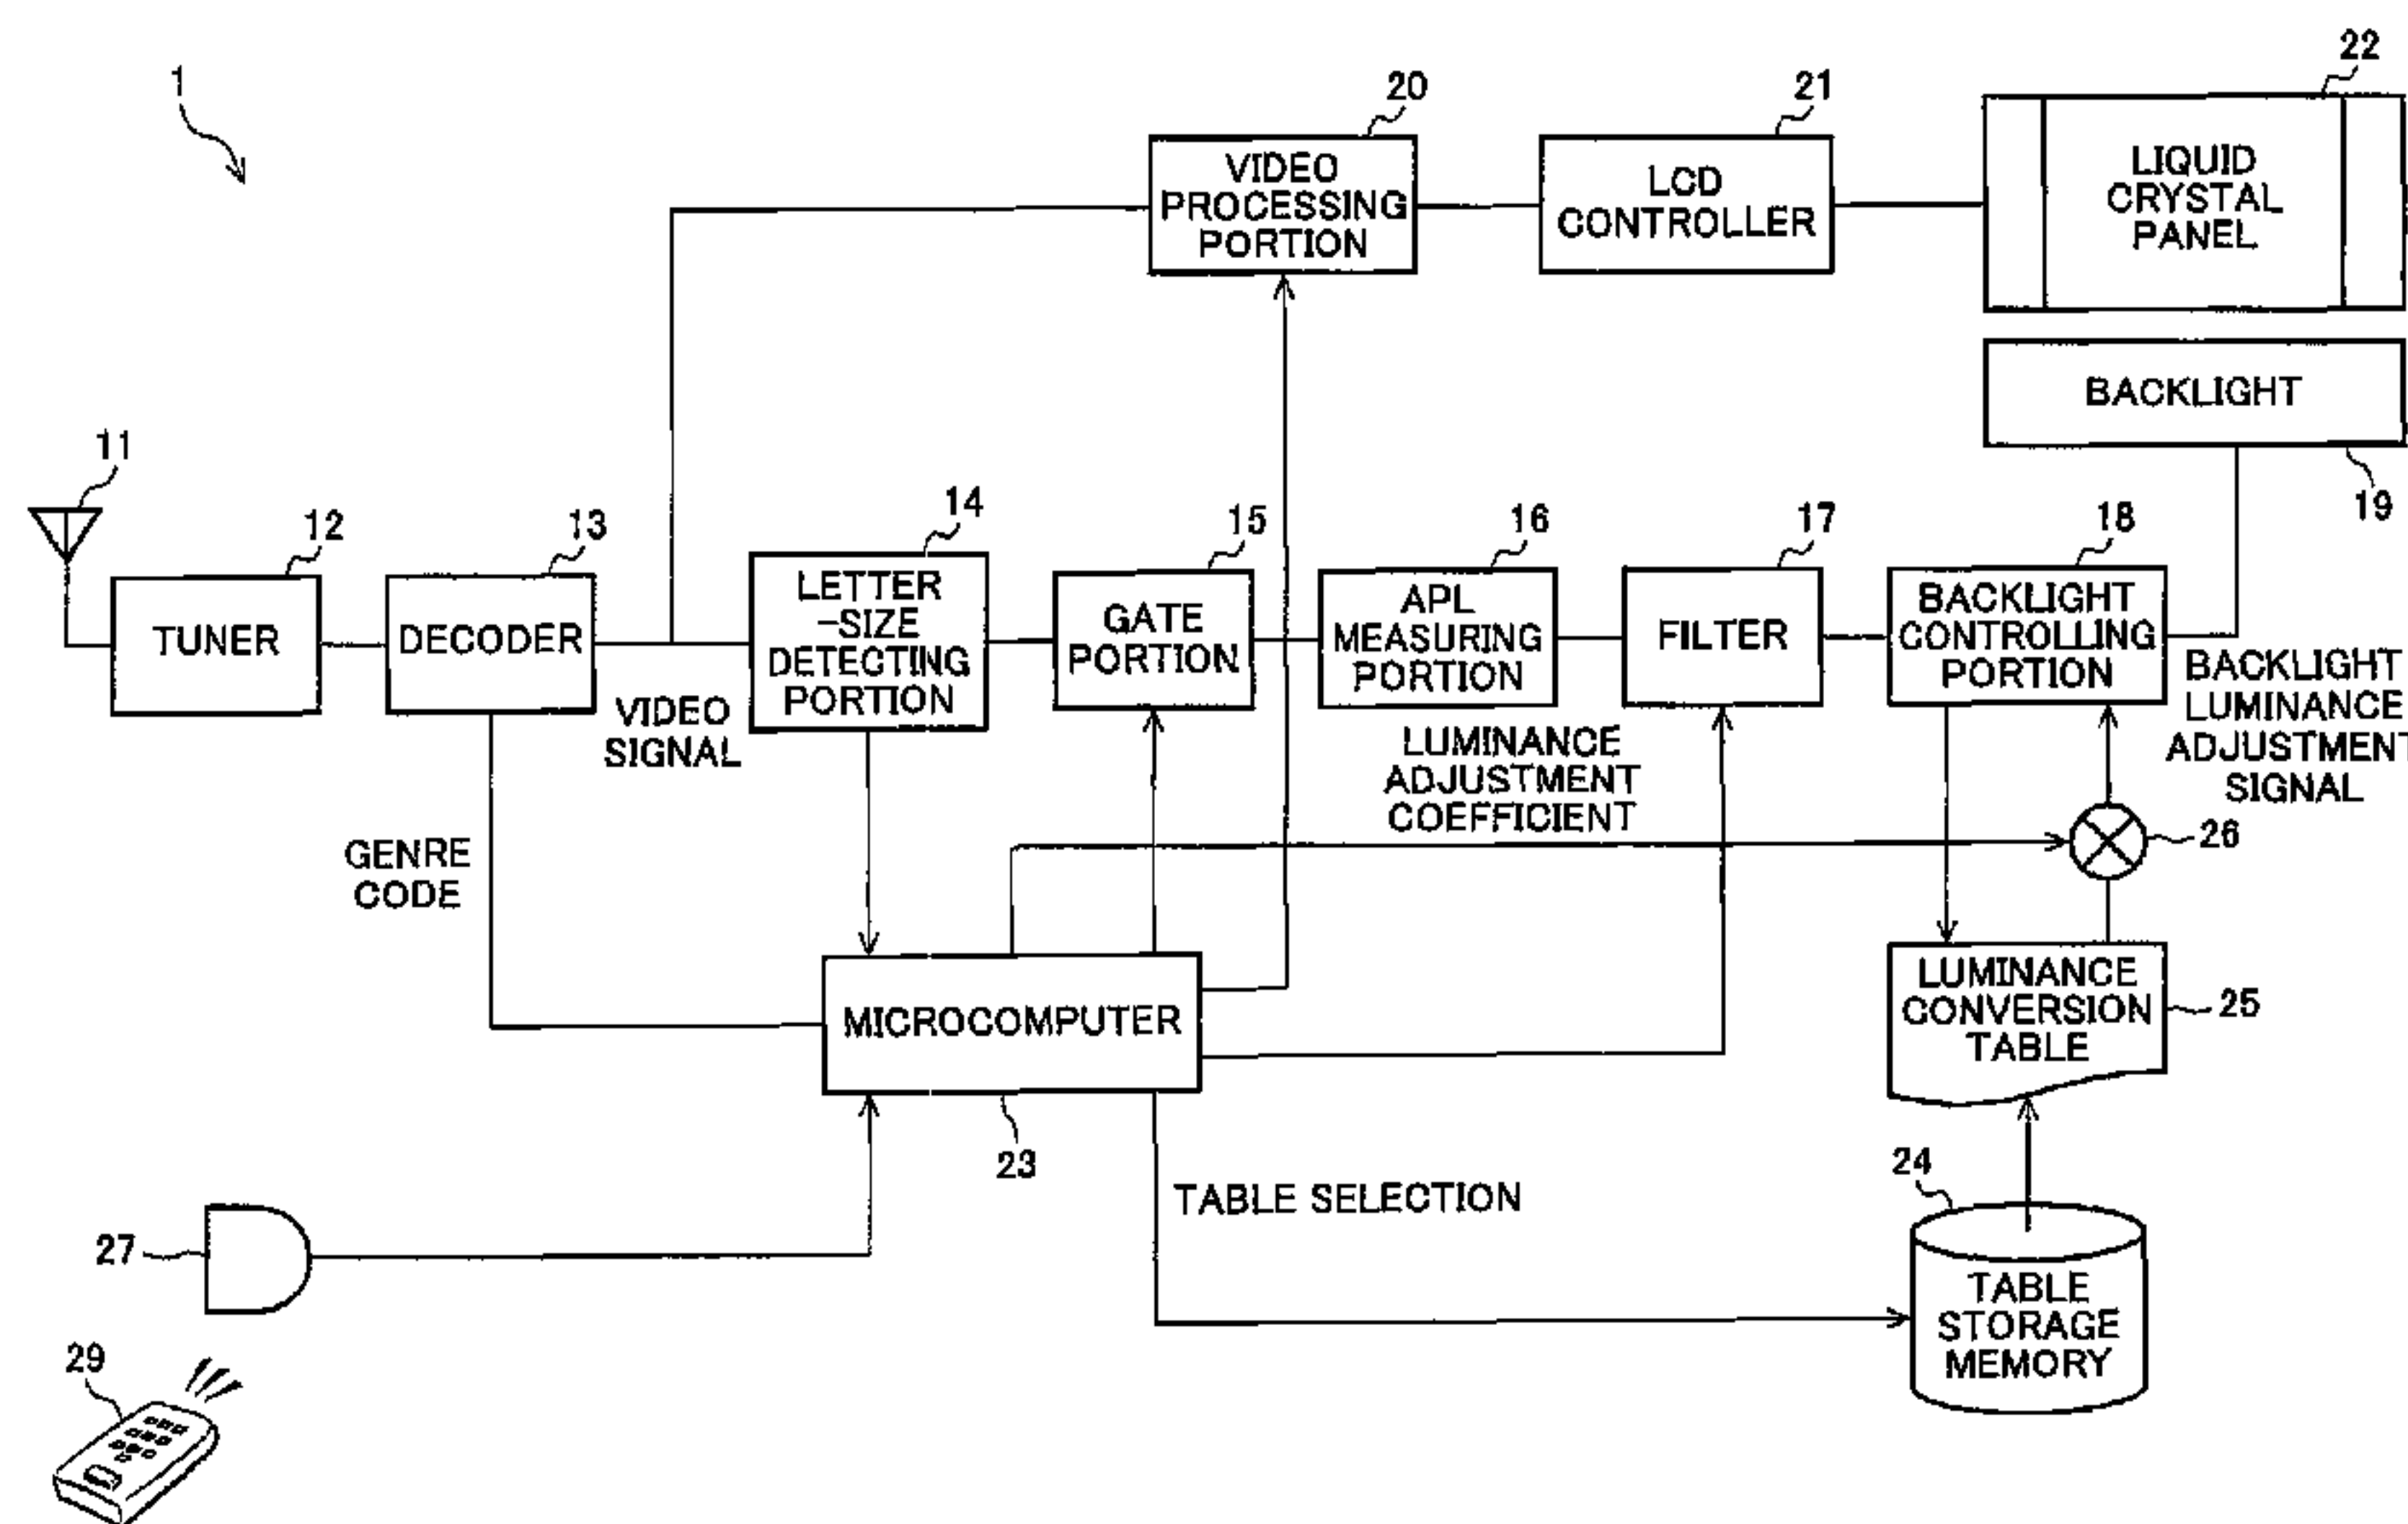 1
20
VIDEO
PROCESSING
PORTION
21
LCD
CONTROLLER
22
LIQUID
CRYSTAL
PANEL
BACKLIGHT
19
11
12
TUNER
13
DECODER
VIDEO
SIGNAL
14
LETTER
-SIZE
DETECTING
PORTION
15
GATE
PORTION
16
APL
MEASURING
PORTION
17
FILTER
18
BACKLIGHT
CONTROLLING
PORTION
BACKLIGHT
LUMINANCE
ADJUSTMENT
SIGNAL
LUMINANCE
ADJUSTMENT
COEFFICIENT
26
GENRE
CODE
MICROCOMPUTER
23
LUMINANCE
CONVERSION
TABLE
25
TABLE SELECTION
24
TABLE
STORAGE
MEMORY
27
29